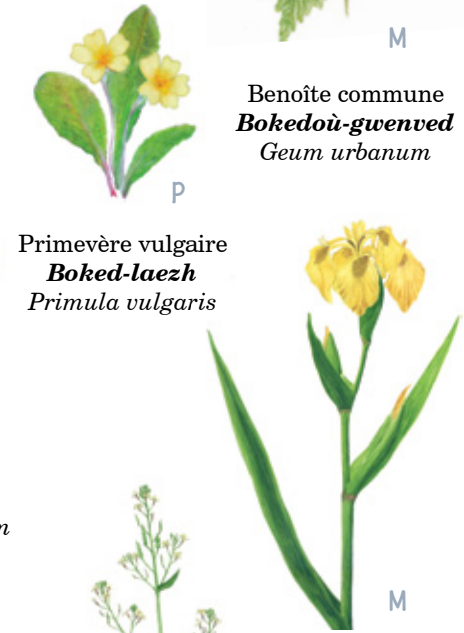 M
Benoîte commune
Bokedoù-gwenved
Geum urbanum
P
Primevère vulgaire
Boked-laezh
Primula vulgaris
M